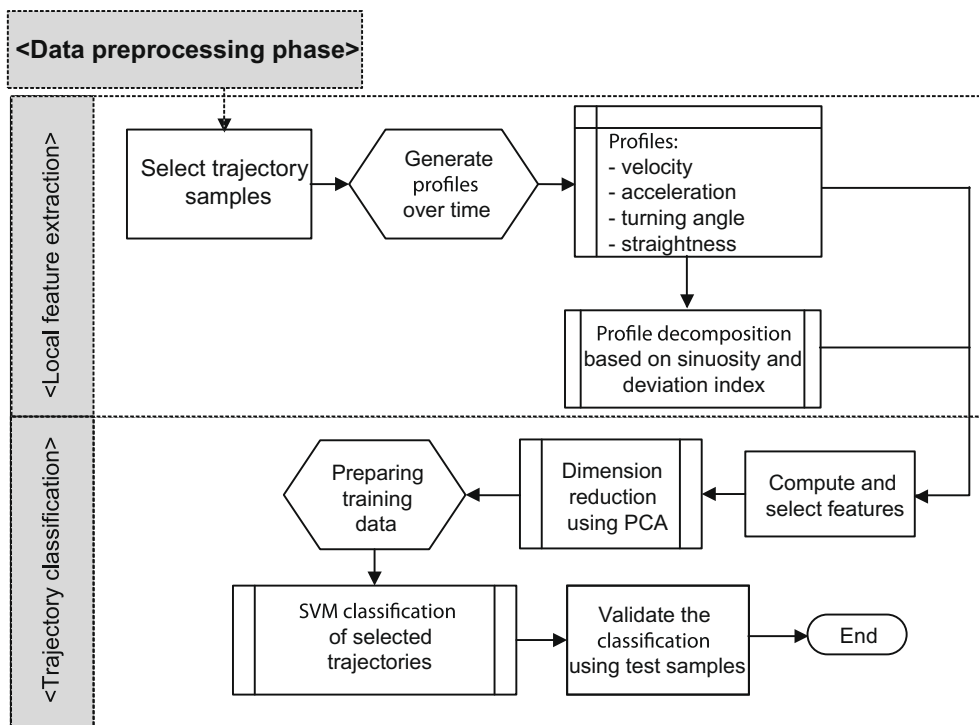 <Data preprocessing phase>
<Local feature extraction>
Select trajectory
samples
Generate
profiles
over time
Profiles:
- velocity
- acceleration
- turning angle
- straightness
Profile decomposition
based on sinuosity and
deviation index
<Trajectory classification>
Compute and
select features
Dimension
reduction
using PCA
Preparing
training
data
SVM classification
of selected
trajectories
Validate the
classification
using test samples
End